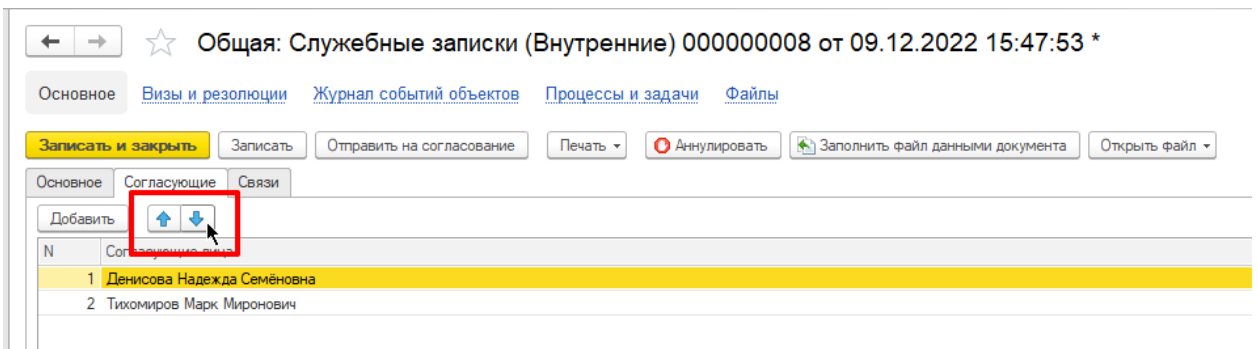 Общая: Служебные записки (Внутренние) 000000008 от 09.12.2022 15:47:53 *
Основное Визы и резолюции Журнал событий объектов Процессы и задачи Файлы
Записать и закрыть Записать Отправить на согласование Печать Аннулировать Заполнить файл данными документа Открыть файл
Основное Согласующие Связи
Добавить
N Согласующие лица
1 Денисова Надежда Семёновна
2 Тихомиров Марк Миронович